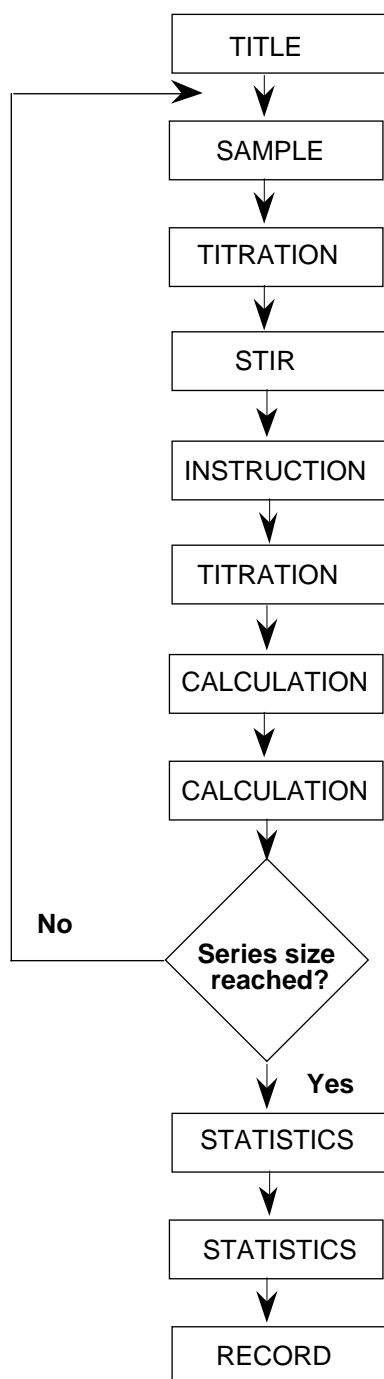 TITLE
SAMPLE
TITRATION
STIR
INSTRUCTION
TITRATION
CALCULATION
CALCULATION
No
Series size
reached?
Yes
STATISTICS
STATISTICS
RECORD